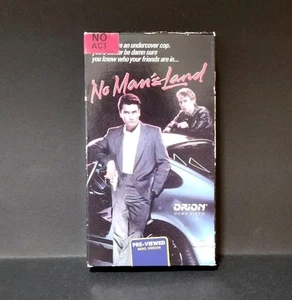 NO
ACT
an undercover cop,
be damn sure
you know who your friends are in...
No Man's Land
ORION
HOME VIDEO
PRE-VIEWED